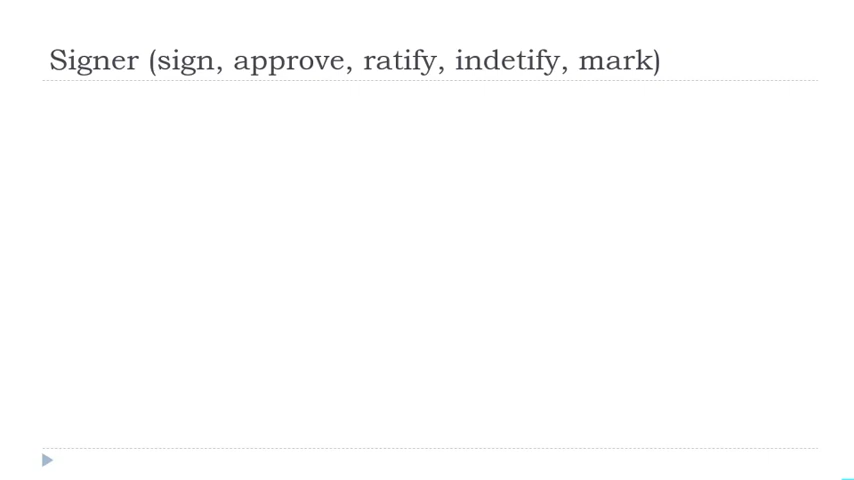 Signer (sign, approve, ratify, indetify, mark)